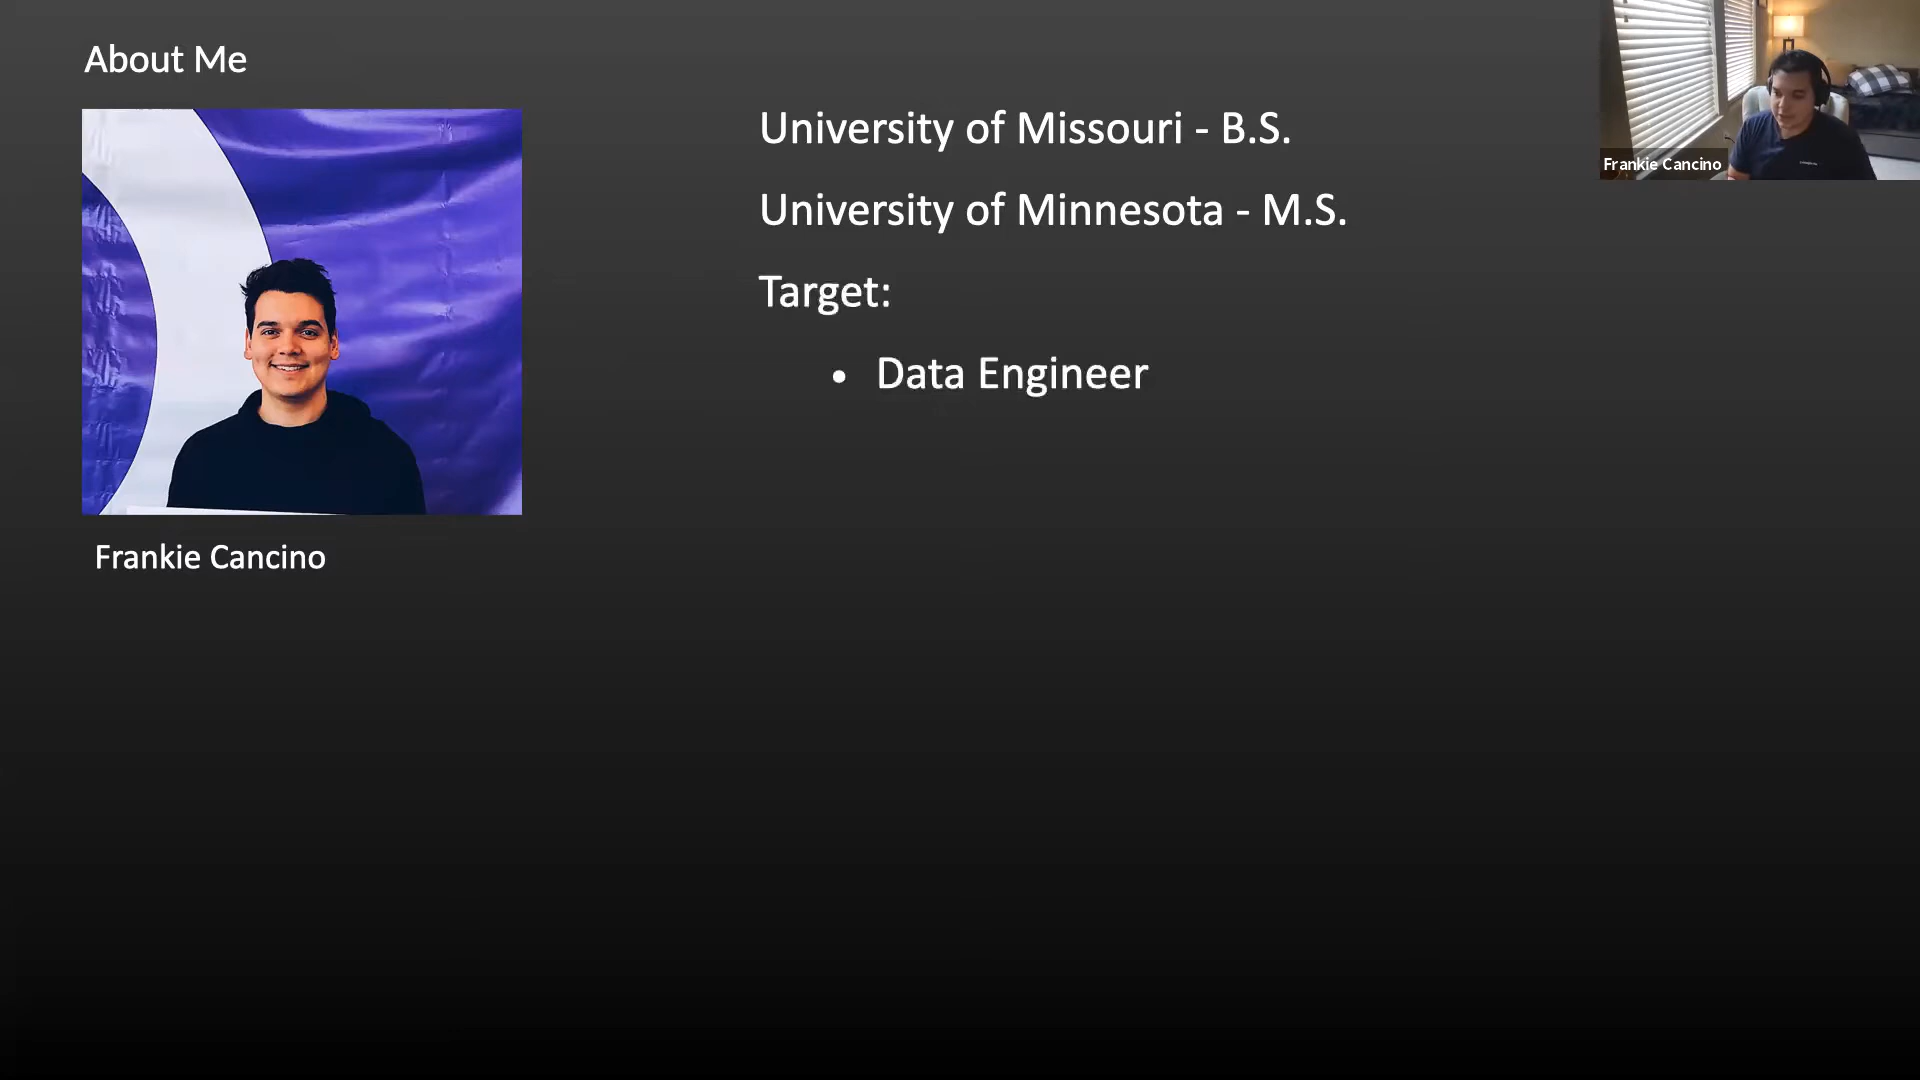 About Me
University of Missouri - B.S.
University of Minnesota - M.S.
Target:
• Data Engineer
Frankie Cancino
Frankie Cancino